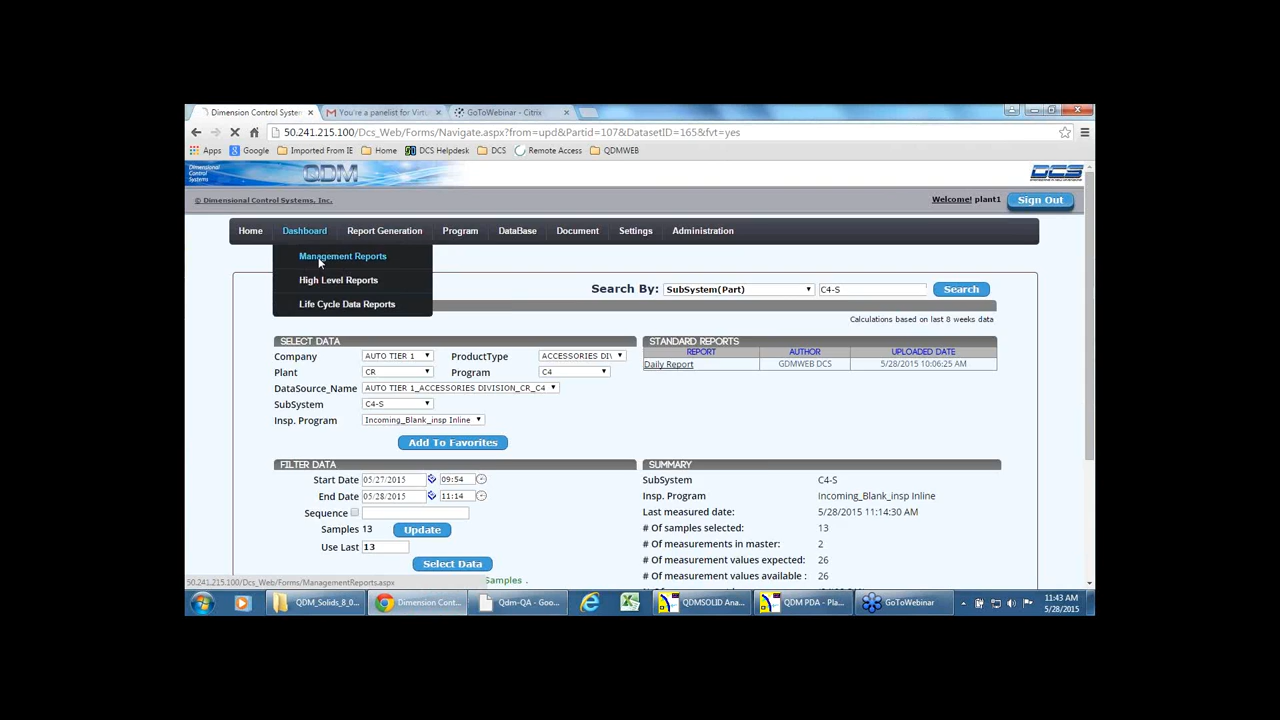 Dimension Control System
You're a panelist for Virtu
GoToWebinar - Citrix
50.241.215.100/Dcs_Web/Forms/Navigate.aspx?from=upd&Partid=107&DatasetID=165&fvt=yes
Apps Google Imported From IE Home DCS Helpdesk DCS Remote Access QDMWEB
Dimensional Control Systems QDM DCS
© Dimensional Control Systems, Inc. Welcome! plant1 Sign Out
Home Dashboard Report Generation Program DataBase Document Settings Administration
Management Reports
High Level Reports
Life Cycle Data Reports
Search By: SubSystem(Part) C4-S Search
Calculations based on last 8 weeks data
SELECT DATA
Company AUTO TIER 1 ProductType ACCESSORIES DIV
Plant CR Program C4
DataSource_Name AUTO TIER 1_ACCESSORIES DIVISION_CR_C4
SubSystem C4-S
Insp. Program Incoming_Blank_insp Inline
Add To Favorites
STANDARD REPORTS
REPORT AUTHOR UPLOADED DATE
Daily Report GDMWEB DCS 5/28/2015 10:06:25 AM
FILTER DATA
Start Date 05/27/2015 09:54
End Date 05/28/2015 11:14
Sequence
Samples 13 Update
Use Last 13
Select Data
Samples .
SUMMARY
SubSystem C4-S
Insp. Program Incoming_Blank_insp Inline
Last measured date: 5/28/2015 11:14:30 AM
# Of samples selected: 13
# Of measurements in master: 2
# Of measurement values expected: 26
# Of measurement values available : 26
50.241.215.100/Dcs_Web/Forms/ManagementReports.aspx
QDM_Solids_8_0... Dimension Cont... Qdm-QA - Goo... QDMSOLID Ana... QDM PDA - Pla... GoToWebinar
11:43 AM
5/28/2015